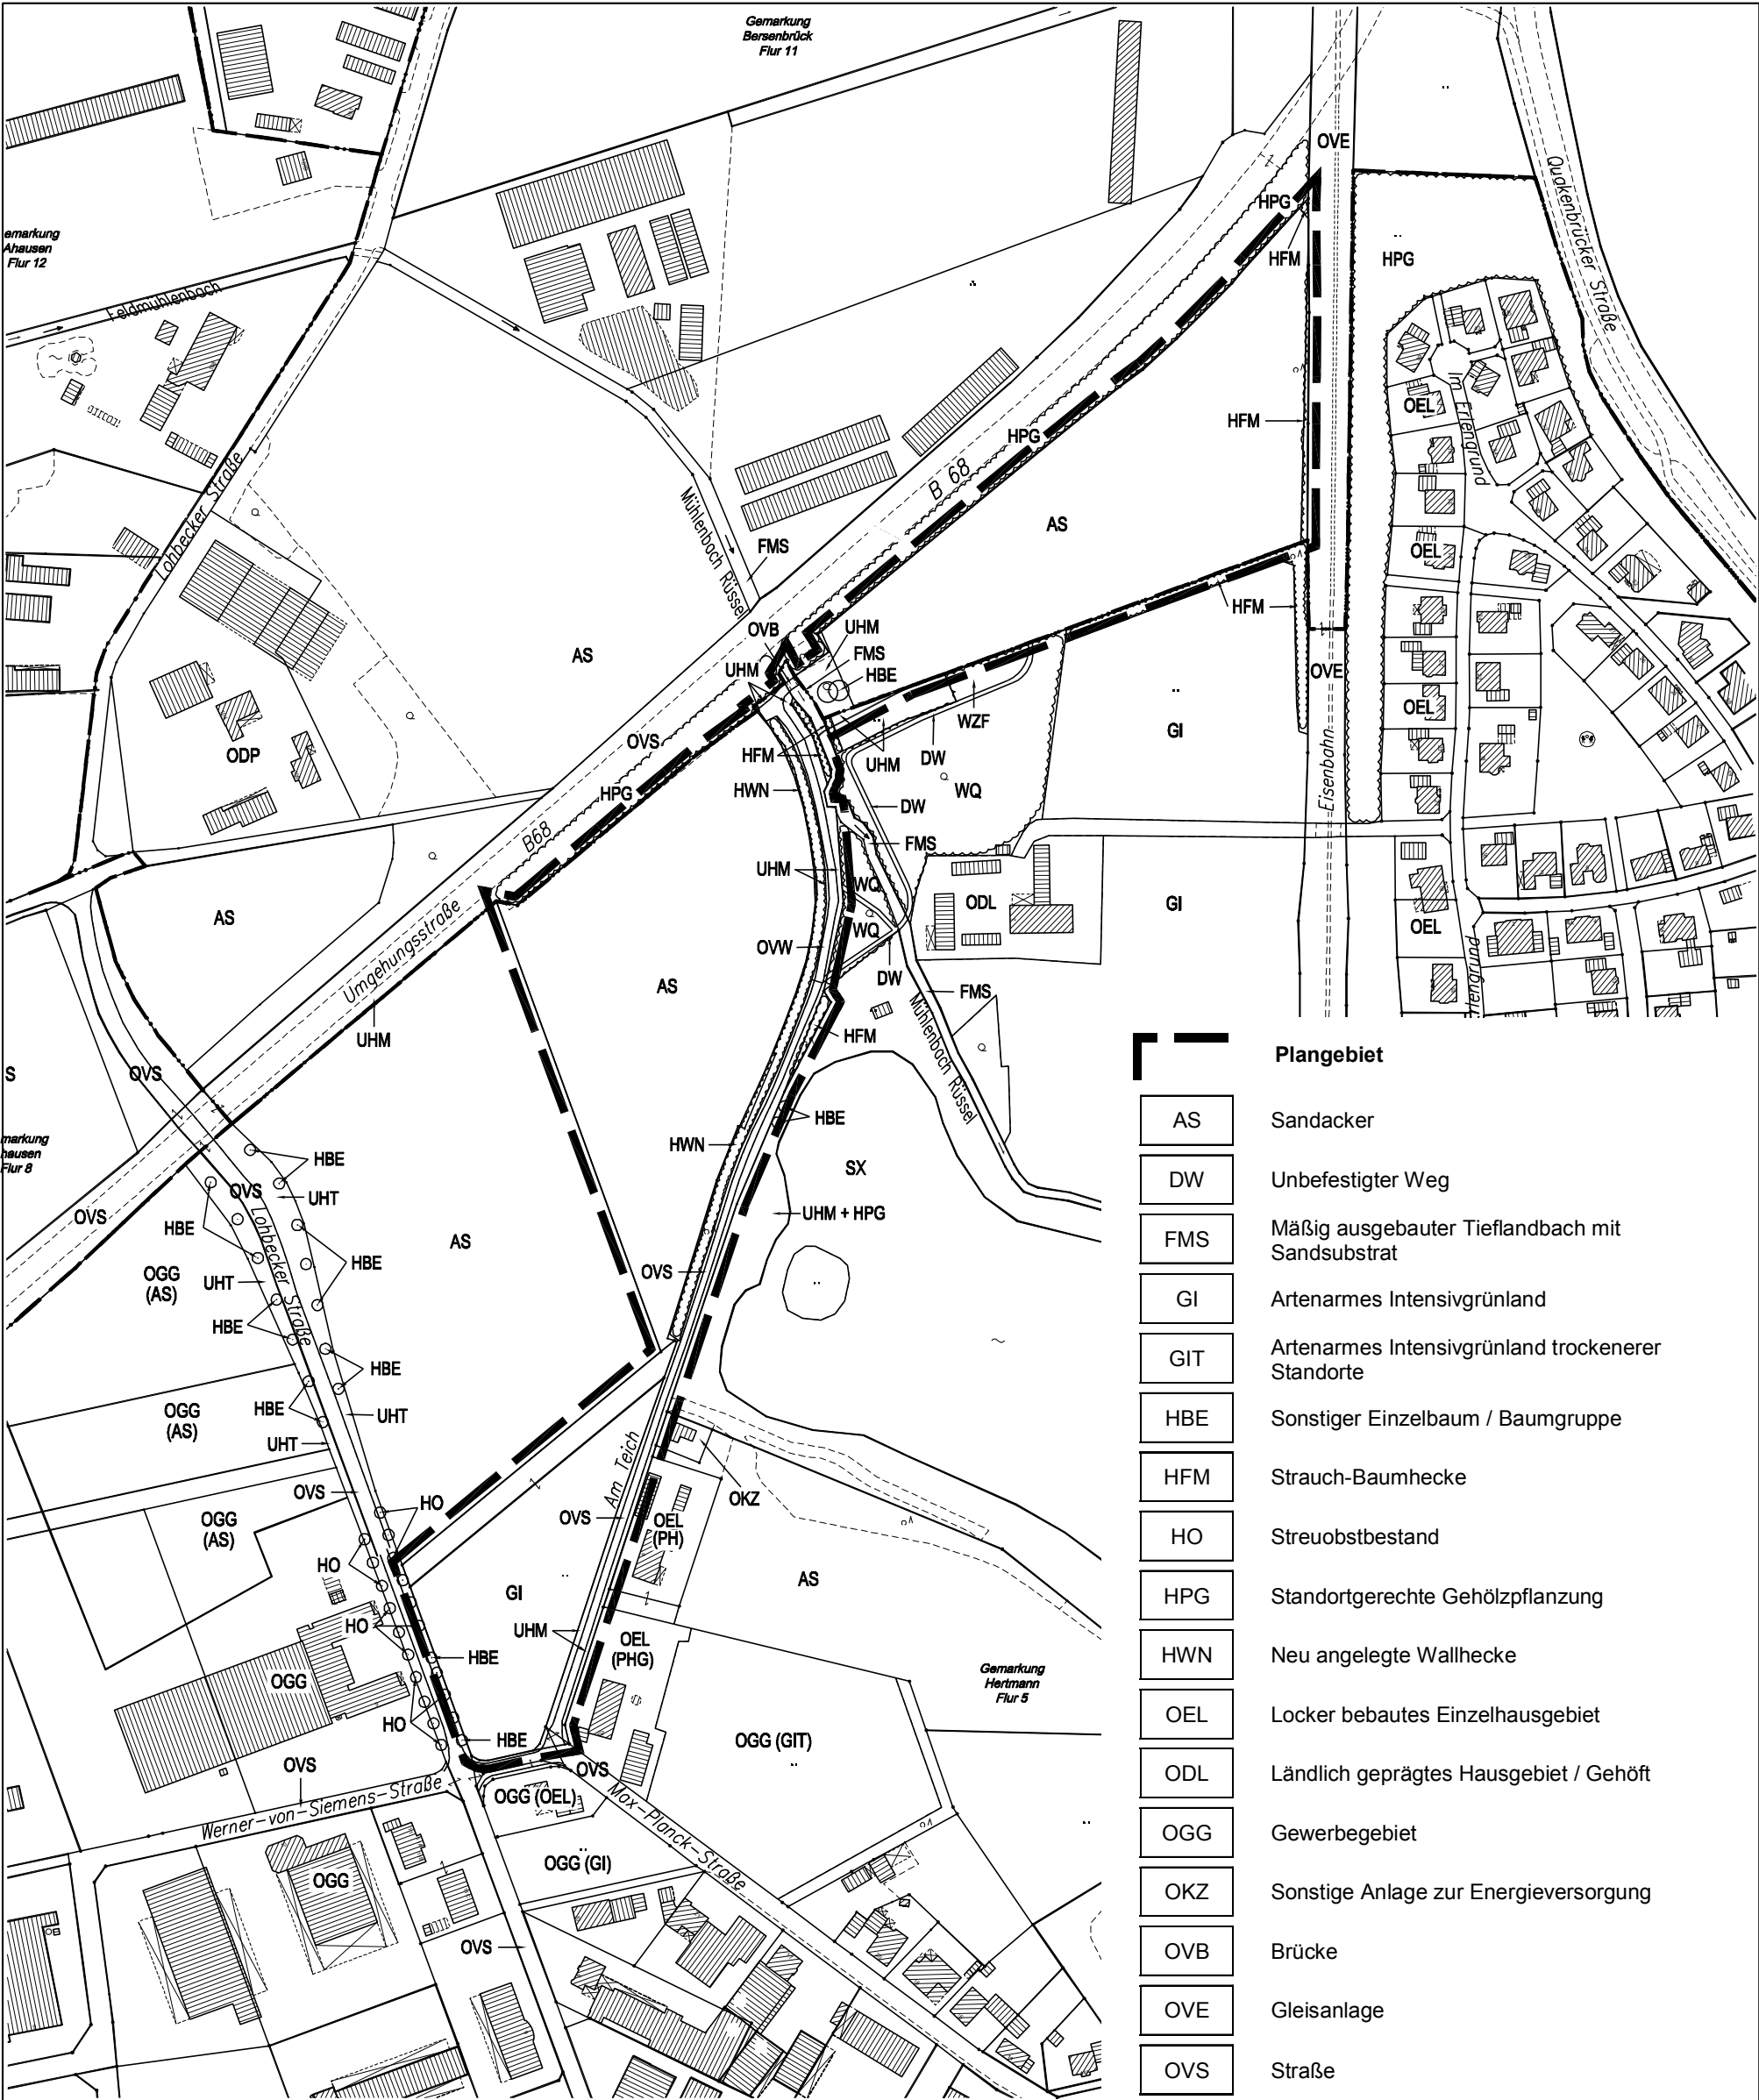 Gemarkung
Bersenbrück
Flur 11
OVE
Quakenbrücker Straße
HPG
emarkung
Ahausen
Flur 12
HFM
HPG
Feldmühlenbach
Im Erlengrund
OEL
HFM
HPG
B 68
Lohbecker Straße
Mühlenbach Rüssel
AS
FMS
OEL
HFM
OVB
UHM
AS
FMS
UHM
HBE
OVE
OEL
WZF
GI
OVS
ODP
HFM
UHM
DW
HWN
WQ
HPG
Eisenbahn
DW
B68
FMS
UHM
WQ
ODL
GI
AS
Umgehungsstraße
WQ
OEL
OVW
DW
AS
FMS
Mühlenbach Rüssel
HFM
UHM
S
OVS
HBE
markung
hausen
Flur 8
HWN
HBE
SX
OVS
UHT
OVS
HBE
UHM + HPG
Lohbecker Straße
AS
HBE
OGG
(AS)
UHT
OVS
HBE
HBE
OGG
(AS)
HBE
UHT
UHT
Am Teich
OVS
HO
OKZ
OGG
(AS)
OVS
OEL
(PH)
HO
AS
GI
HO
UHM
OEL
(PHG)
HBE
OGG
Gemarkung
Hertmann
Flur 5
HO
HBE
OGG (GIT)
OVS
OVS
Werner-von-Siemens-Straße
OGG (OEL)
Max-Planck-Straße
OGG (GI)
OGG
OVS
Plangebiet
AS Sandacker
DW Unbefestigter Weg
FMS Mäßig ausgebauter Tieflandbach mit
Sandsubstrat
GI Artenarmes Intensivgrünland
GIT Artenarmes Intensivgrünland trockenerer
Standorte
HBE Sonstiger Einzelbaum / Baumgruppe
HFM Strauch-Baumhecke
HO Streuobstbestand
HPG Standortgerechte Gehölzpflanzung
HWN Neu angelegte Wallhecke
OEL Locker bebautes Einzelhausgebiet
ODL Ländlich geprägtes Hausgebiet / Gehöft
OGG Gewerbegebiet
OKZ Sonstige Anlage zur Energieversorgung
OVB Brücke
OVE Gleisanlage
OVS Straße